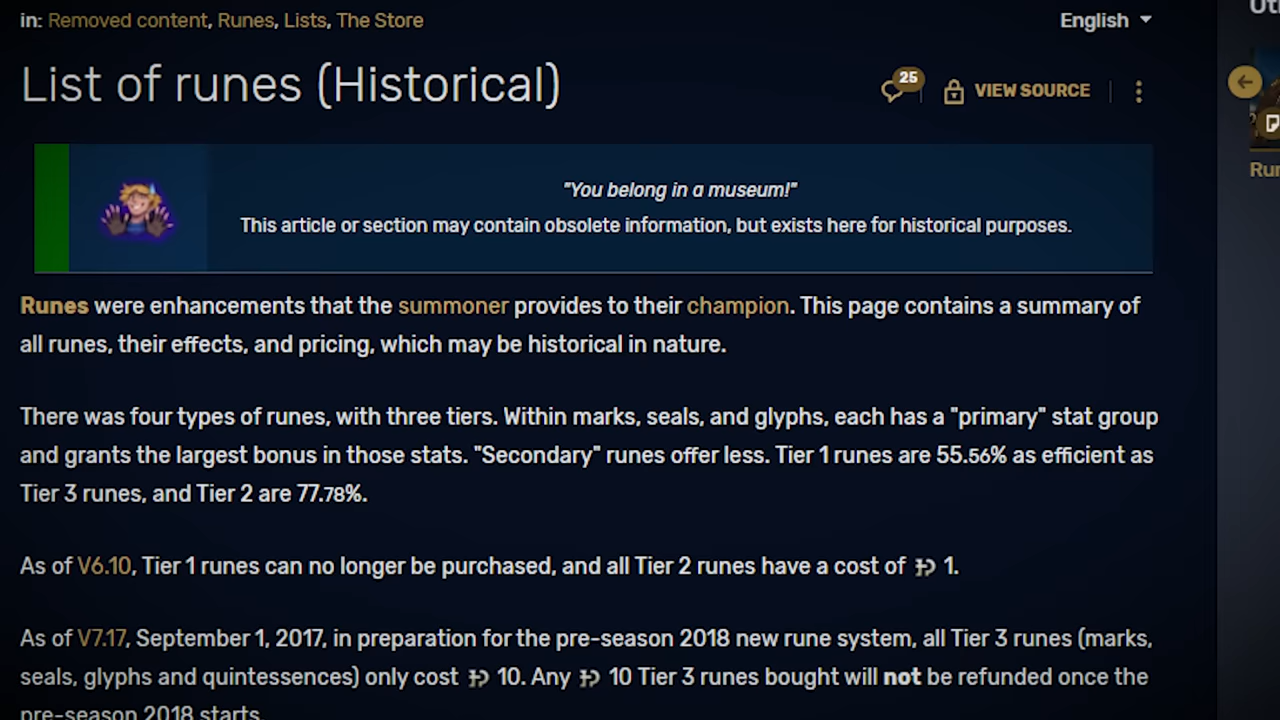 in: Removed content, Runes, Lists, The Store
English
List of runes (Historical)
25
VIEW SOURCE
"You belong in a museum!"
This article or section may contain obsolete information, but exists here for historical purposes.
Runes were enhancements that the summoner provides to their champion. This page contains a summary of
all runes, their effects, and pricing, which may be historical in nature.
There was four types of runes, with three tiers. Within marks, seals, and glyphs, each has a "primary" stat group
and grants the largest bonus in those stats. "Secondary" runes offer less. Tier 1 runes are 55.56% as efficient as
Tier 3 runes, and Tier 2 are 77.78%.
As of V6.10, Tier 1 runes can no longer be purchased, and all Tier 2 runes have a cost of 1.
As of V7.17, September 1, 2017, in preparation for the pre-season 2018 new rune system, all Tier 3 runes (marks,
seals, glyphs and quintessences) only cost 10. Any 10 Tier 3 runes bought will not be refunded once the
pre-season 2018 starts